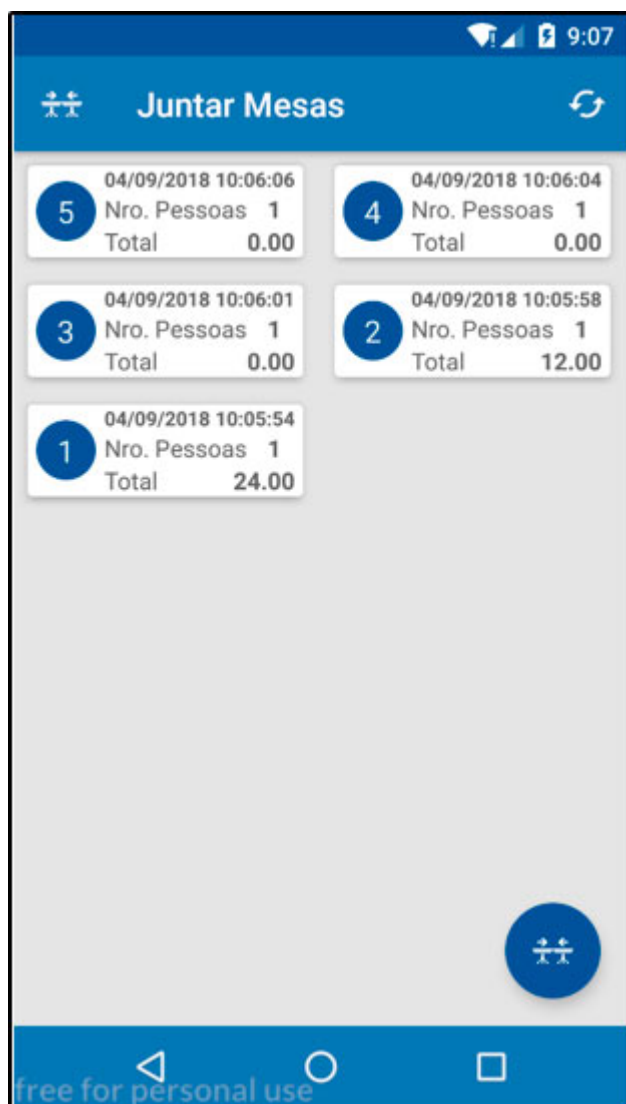 9:07
Juntar Mesas
5
04/09/2018 10:06:06
Nro. Pessoas 1
Total 0.00
4
04/09/2018 10:06:04
Nro. Pessoas 1
Total 0.00
3
04/09/2018 10:06:01
Nro. Pessoas 1
Total 0.00
2
04/09/2018 10:05:58
Nro. Pessoas 1
Total 12.00
1
04/09/2018 10:05:54
Nro. Pessoas 1
Total 24.00
free for personal use